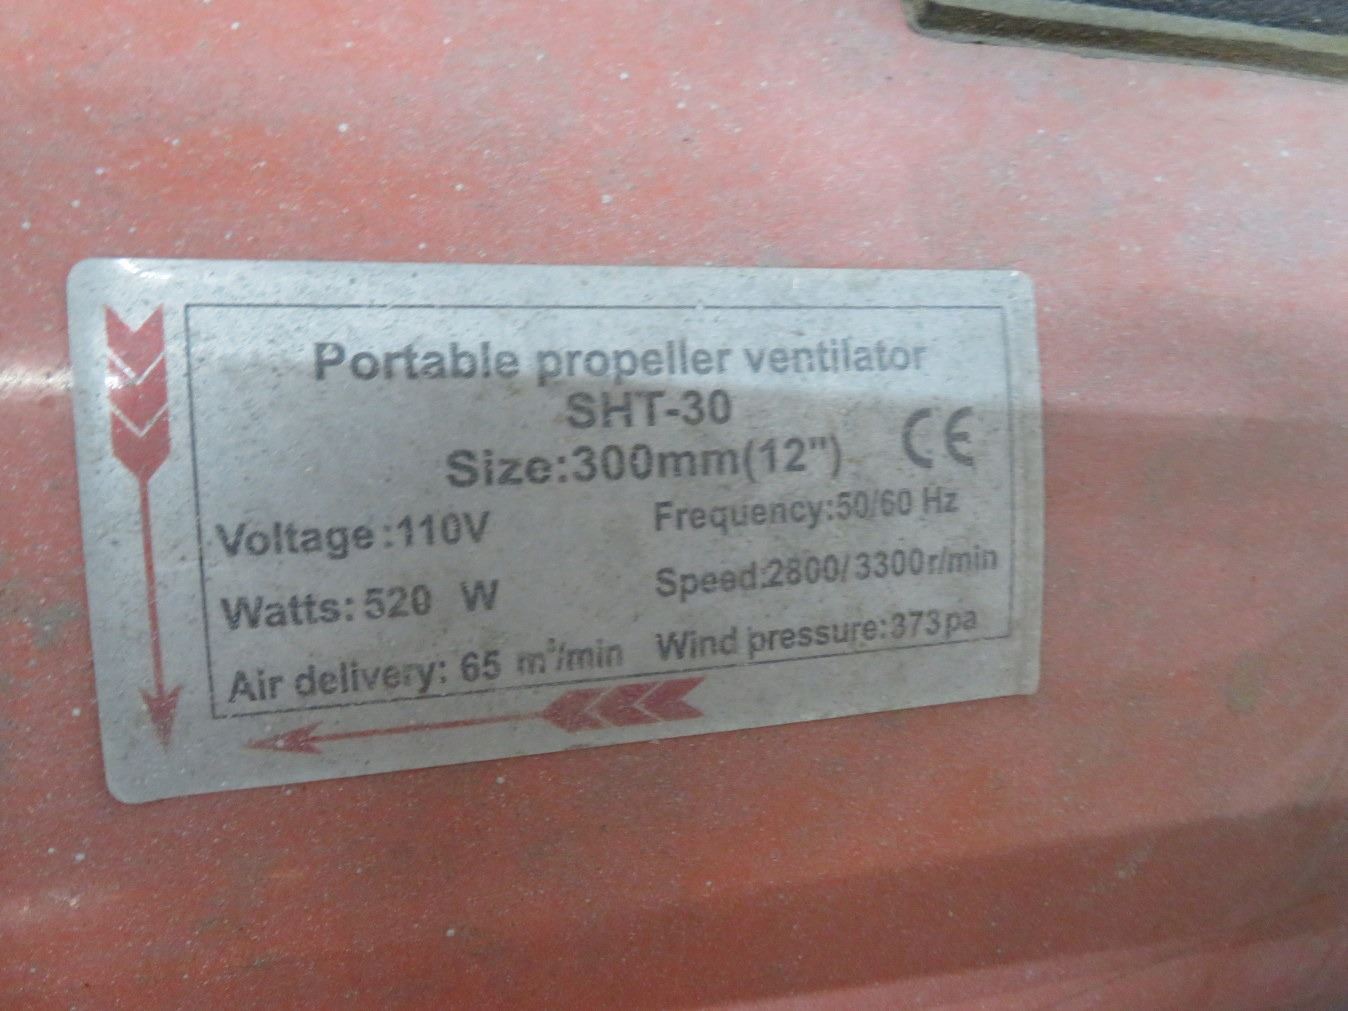 Portable propeller ventilator
SHT-30
Size:300mm(12")
CE
Voltage:110V
Frequency:50/60 Hz
Watts: 520 W
Speed:2800/3300r/min
Air delivery: 65 m³/min
Wind pressure:373pa